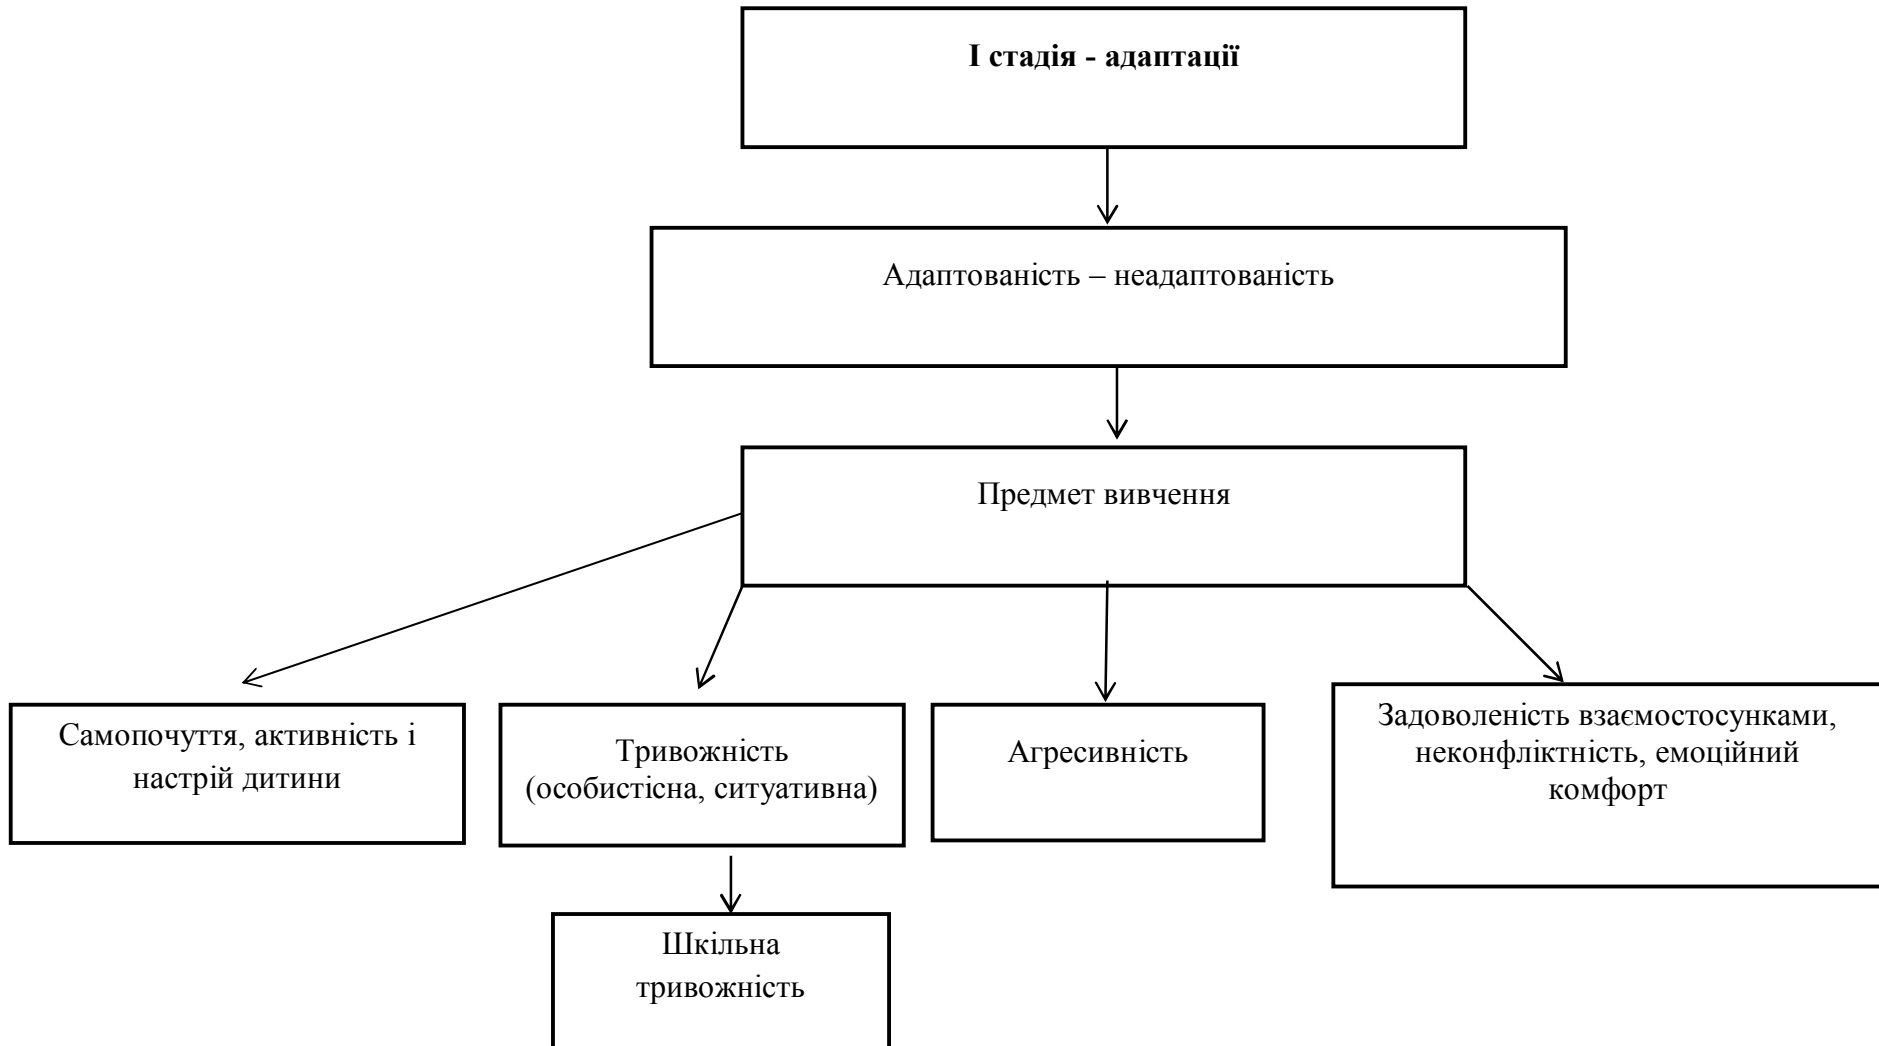 І стадія - адаптації
Адаптованість – неадаптованість
Предмет вивчення
Самопочуття, активність і
настрій дитини
Тривожність
(особистісна, ситуативна)
Агресивність
Задоволеність взаємостосунками,
неконфліктність, емоційний
комфорт
Шкільна
тривожність